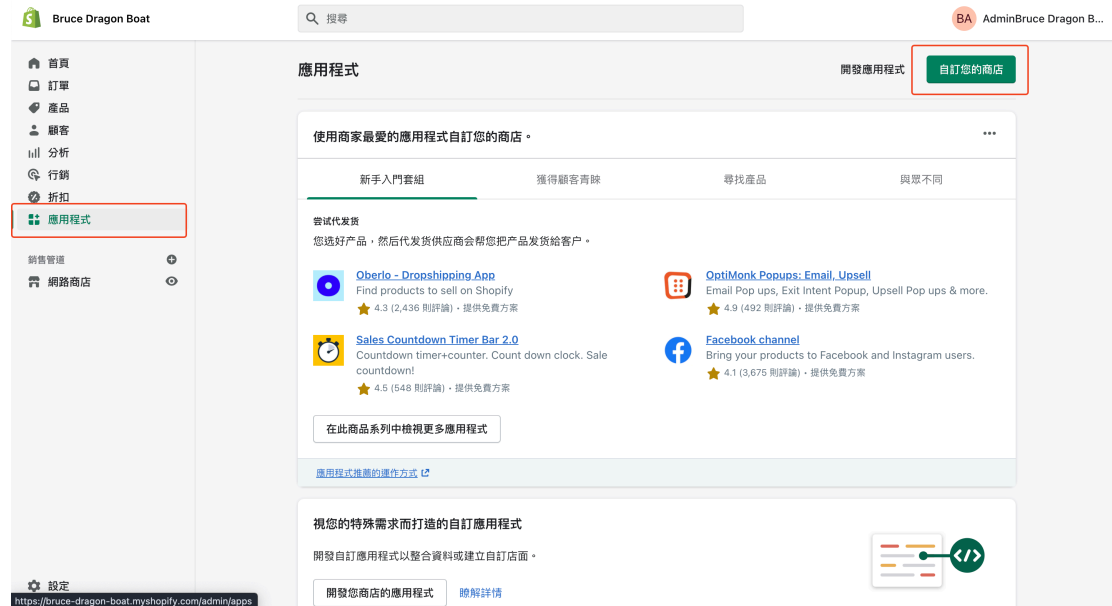 Bruce Dragon Boat
搜尋
BA
AdminBruce Dragon B...
首頁
訂單
產品
顧客
分析
行銷
折扣
應用程式
銷售管道
網路商店
設定
https://bruce-dragon-boat.myshopify.com/admin/apps
應用程式
開發應用程式
自訂您的商店
使用商家最愛的應用程式自訂您的商店。
新手入門套組
獲得顧客青睞
尋找產品
與眾不同
尝试代发货
您选好产品，然后代发货供应商会帮您把产品发货給客户。
Oberlo - Dropshipping App
Find products to sell on Shopify
4.3 (2,436 則評論)・提供免費方案
OptiMonk Popups: Email, Upsell
Email Pop ups, Exit Intent Popup, Upsell Pop ups & more.
4.9 (492 則評論)・提供免費方案
Sales Countdown Timer Bar 2.0
Countdown timer+counter. Count down clock. Sale
countdown!
4.5 (548 則評論)・提供免費方案
Facebook channel
Bring your products to Facebook and Instagram users.
4.1 (3,675 則評論)・提供免費方案
在此商品系列中檢視更多應用程式
應用程式推薦的運作方式
視您的特殊需求而打造的自訂應用程式
開發自訂應用程式以整合資料或建立自訂店面。
開發您商店的應用程式
瞭解詳情